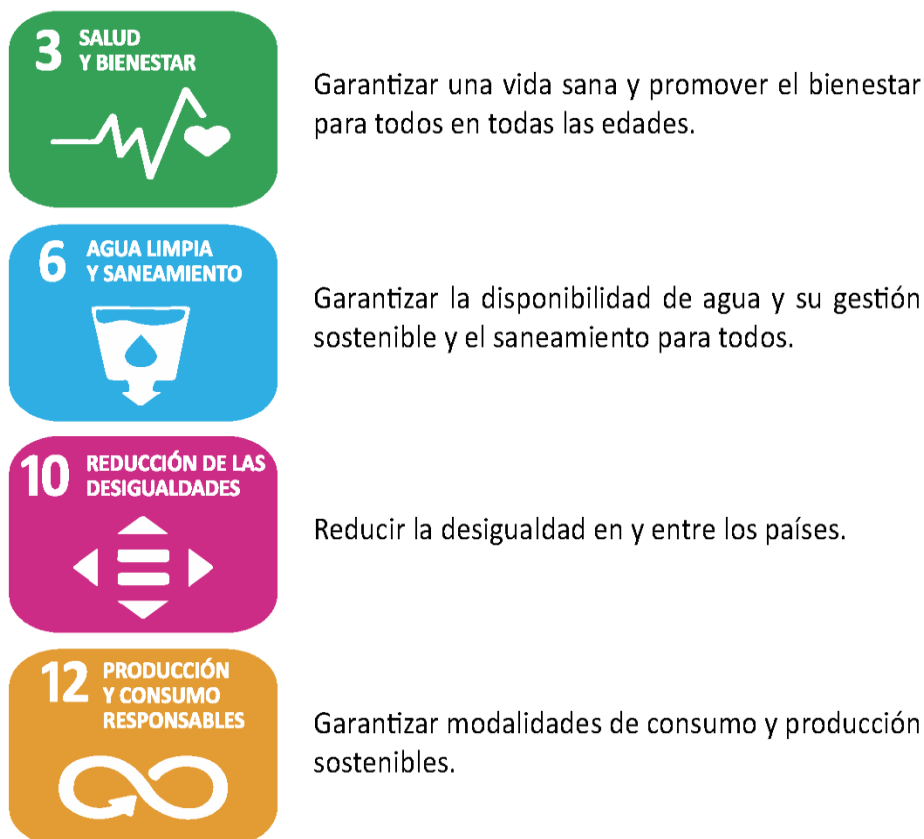 3 SALUD
Y BIENESTAR
Garantizar una vida sana y promover el bienestar
para todos en todas las edades.
6 AGUA LIMPIA
Y SANEAMIENTO
Garantizar la disponibilidad de agua y su gestión
sostenible y el saneamiento para todos.
10 REDUCCIÓN DE LAS
DESIGUALDADES
Reducir la desigualdad en y entre los países.
12 PRODUCCIÓN
Y CONSUMO
RESPONSABLES
Garantizar modalidades de consumo y producción
sostenibles.